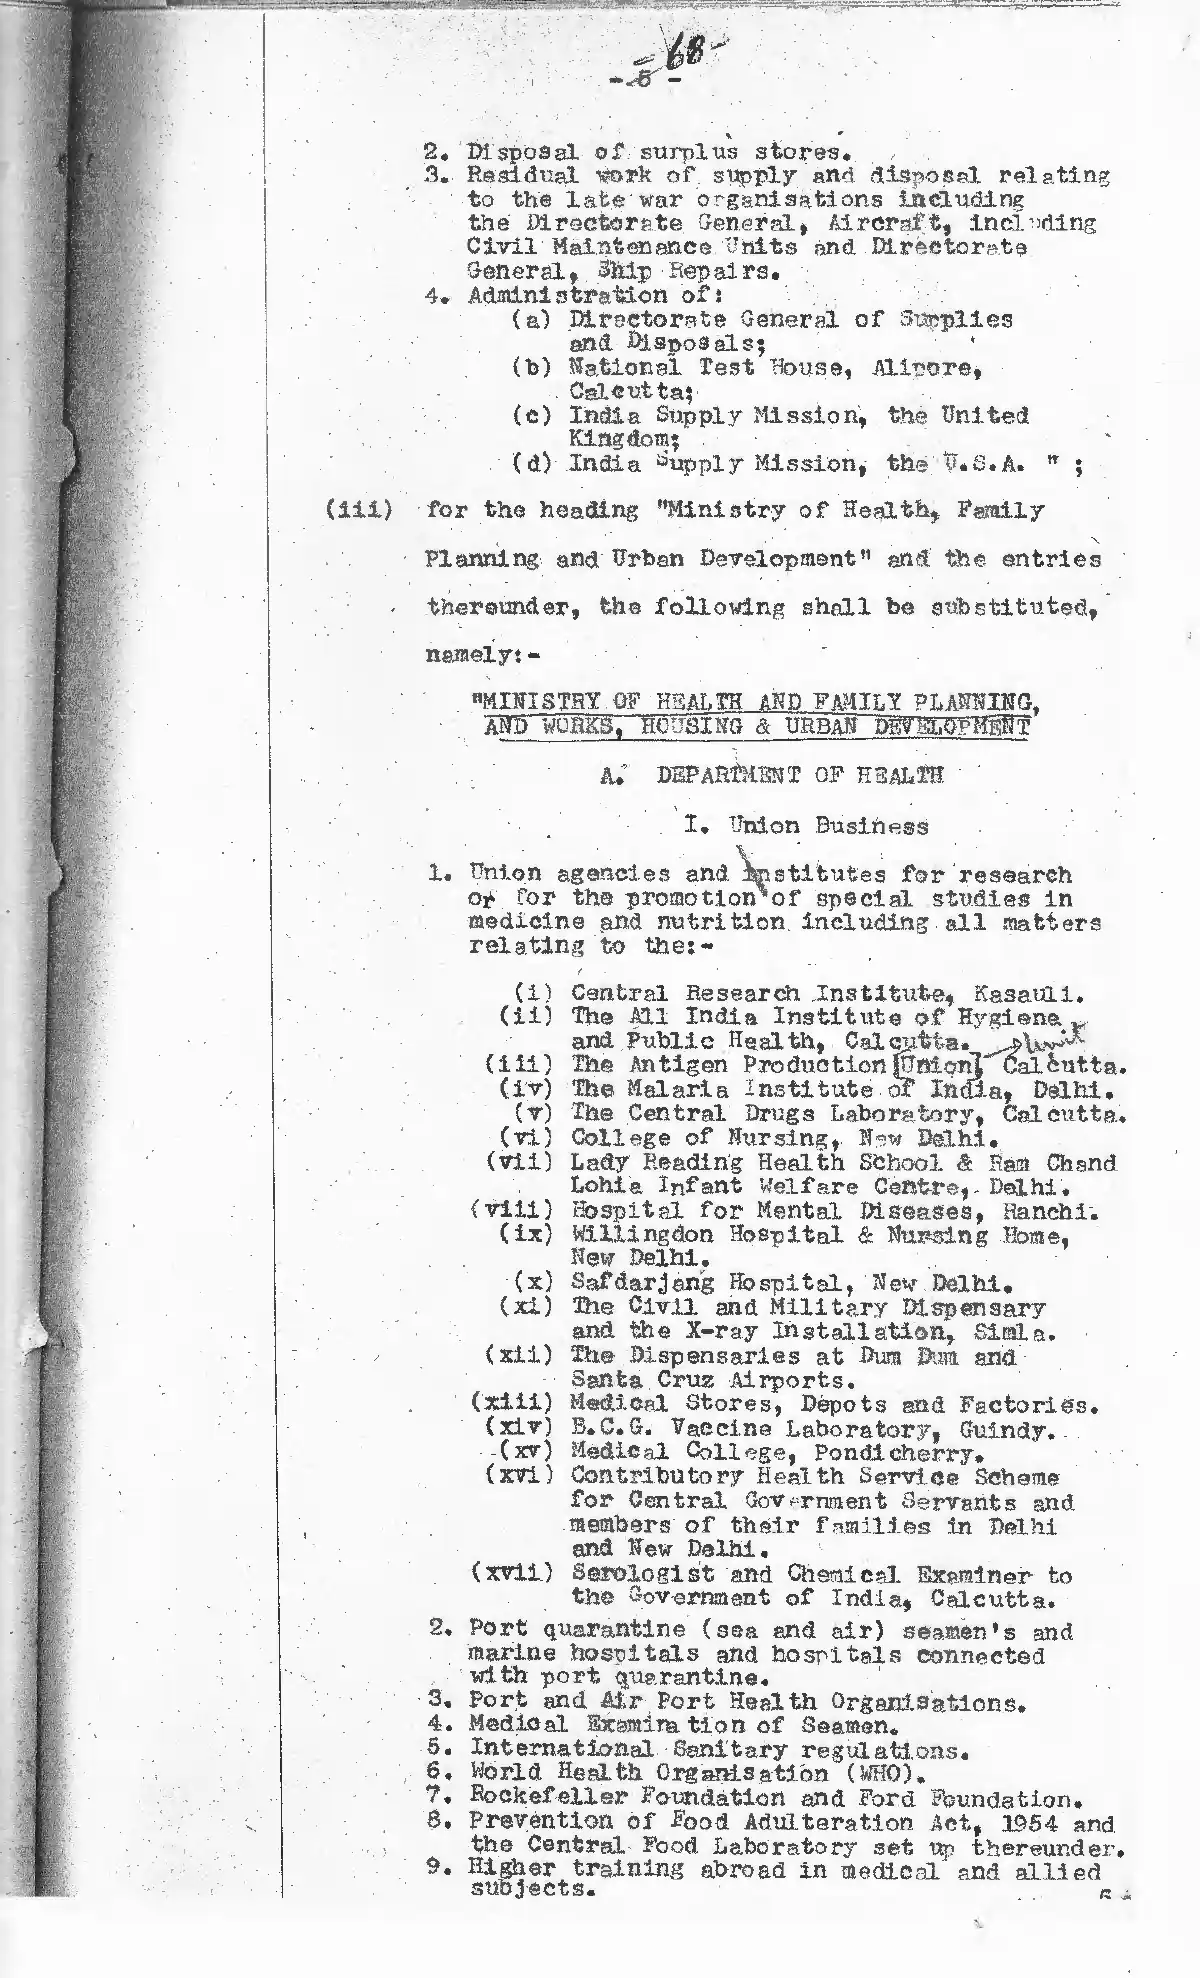 68-
- 5 -
2. Disposal of surplus stores.
3. Residual work of supply and disposal relating
to the late war organisations including
the Directorate General, Aircraft, including
Civil Maintenance Units and Directorate
General, Ship Repairs.
4. Administration of:
(a) Directorate General of Supplies
and Disposals;
(b) National Test House, Alipore,
Calcutta;
(c) India Supply Mission, the United
Kingdom;
(d) India Supply Mission, the U.S.A. " ;
(iii) for the heading "Ministry of Health, Family
Planning and Urban Development" and the entries
thereunder, the following shall be substituted,
namely:-
"MINISTRY OF HEALTH AND FAMILY PLANNING,
AND WORKS, HOUSING & URBAN DEVELOPMENT
A. DEPARTMENT OF HEALTH
I. Union Business
1. Union agencies and institutes for research
or for the promotion of special studies in
medicine and nutrition including all matters
relating to the:-
(i) Central Research Institute, Kasauli.
(ii) The All India Institute of Hygiene
and Public Health, Calcutta. Unit
(iii) The Antigen Production [Union], Calcutta.
(iv) The Malaria Institute of India, Delhi.
(v) The Central Drugs Laboratory, Calcutta.
(vi) College of Nursing, New Delhi.
(vii) Lady Reading Health School & Ram Chand
Lohia Infant Welfare Centre, Delhi.
(viii) Hospital for Mental Diseases, Ranchi.
(ix) Willingdon Hospital & Nursing Home,
New Delhi.
(x) Safdarjang Hospital, New Delhi.
(xi) The Civil and Military Dispensary
and the X-ray Installation, Simla.
(xii) The Dispensaries at Dum Dum and
Santa Cruz Airports.
(xiii) Medical Stores, Depots and Factories.
(xiv) B.C.G. Vaccine Laboratory, Guindy.
(xv) Medical College, Pondicherry.
(xvi) Contributory Health Service Scheme
for Central Government Servants and
members of their families in Delhi
and New Delhi.
(xvii) Serologist and Chemical Examiner to
the Government of India, Calcutta.
2. Port quarantine (sea and air) seamen's and
marine hospitals and hospitals connected
with port quarantine.
3. Port and Air Port Health Organisations.
4. Medical Examination of Seamen.
5. International Sanitary regulations.
6. World Health Organisation (WHO).
7. Rockefeller Foundation and Ford Foundation.
8. Prevention of Food Adulteration Act, 1954 and
the Central Food Laboratory set up thereunder.
9. Higher training abroad in medical and allied
subjects.